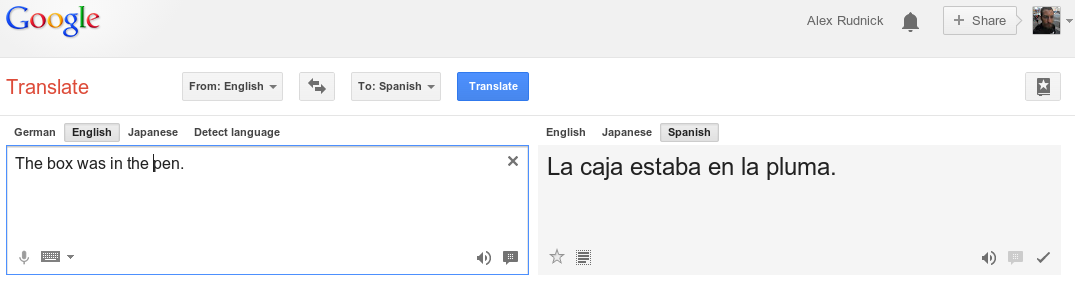 Google
Alex Rudnick
+ Share
Translate
From: English
To: Spanish
Translate
German English Japanese Detect language
English Japanese Spanish
The box was in the pen.
La caja estaba en la pluma.